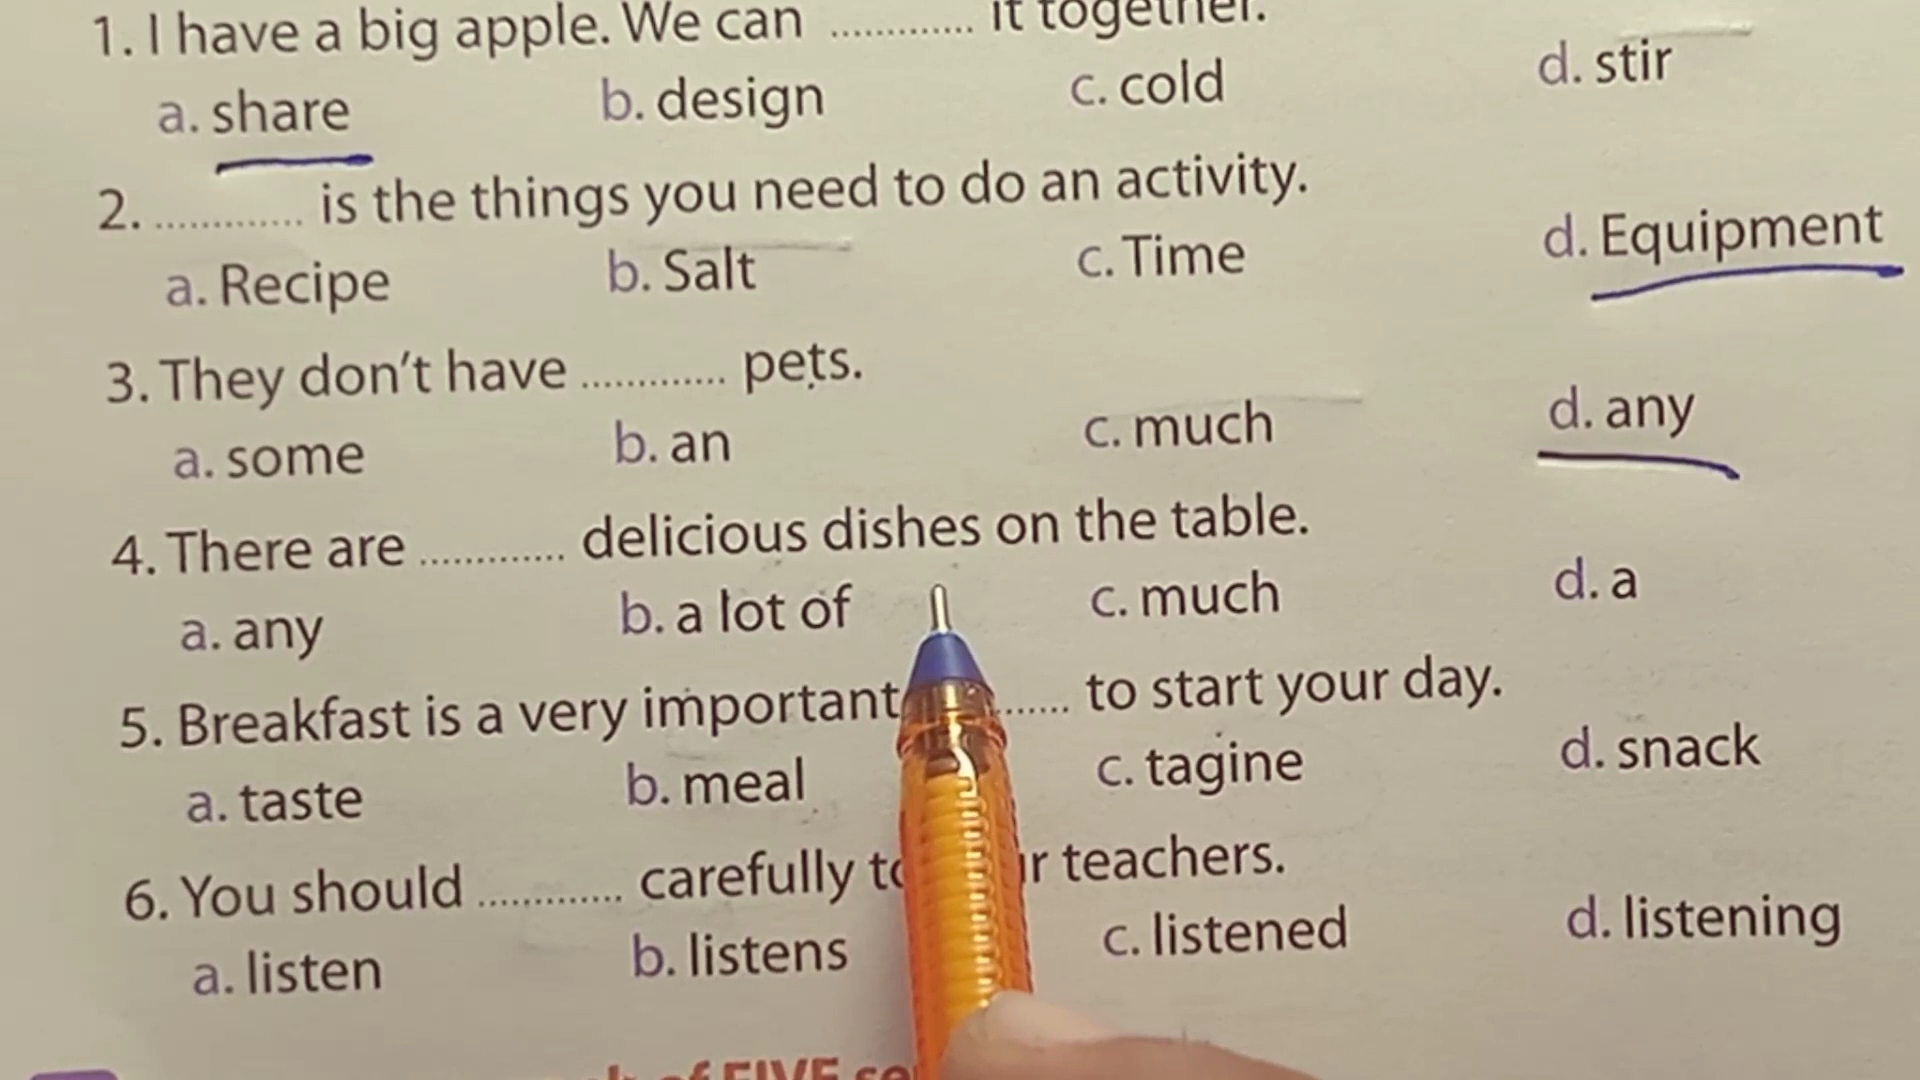 1. I have a big apple. We can ............. it together.
a. share b. design c. cold d. stir
2. ............. is the things you need to do an activity.
a. Recipe b. Salt c. Time d. Equipment
3. They don't have ............. pets.
a. some b. an c. much d. any
4. There are ............. delicious dishes on the table.
a. any b. a lot of c. much d. a
5. Breakfast is a very important ....... to start your day.
a. taste b. meal c. tagine d. snack
6. You should ............. carefully teachers.
a. listen b. listens c. listened d. listening
of FIVE